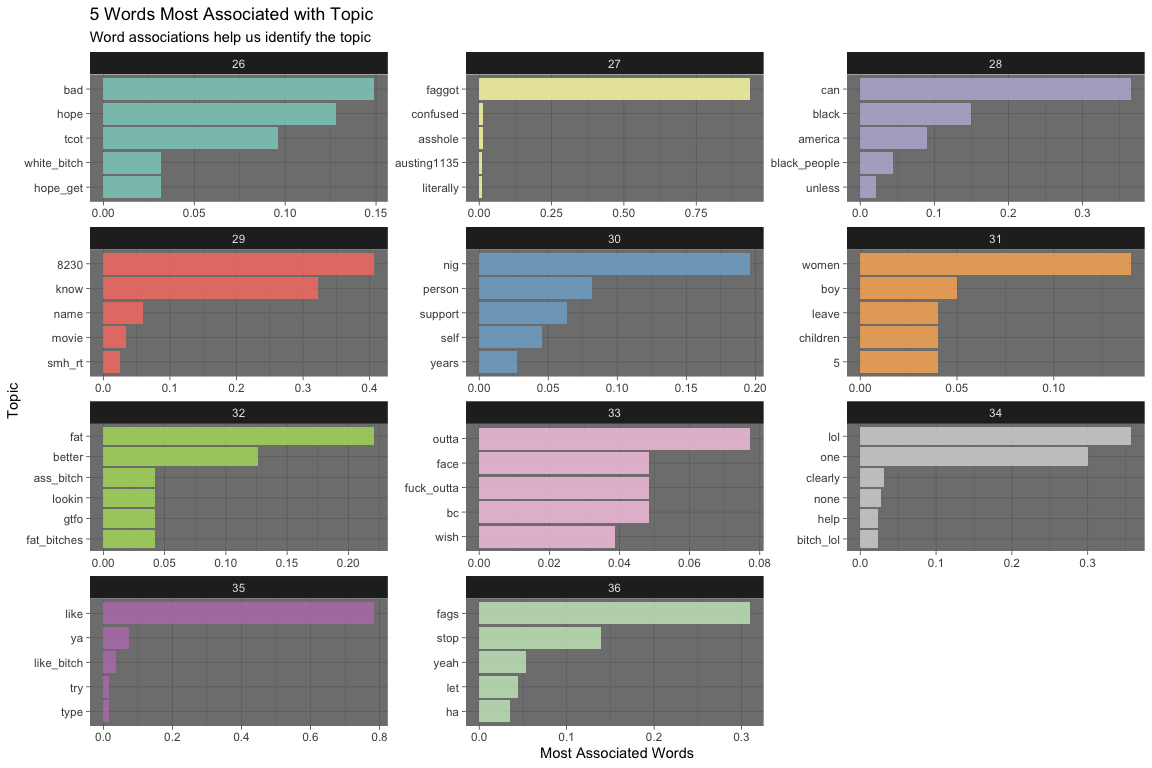 5 Words Most Associated with Topic
Word associations help us identify the topic
26
bad
hope
tcot
white_bitch
hope_get
0.00 0.05 0.10 0.15
27
faggot
confused
asshole
austing1135
literally
0.00 0.25 0.50 0.75
28
can
black
america
black_people
unless
0.0 0.1 0.2 0.3
29
8230
know
name
movie
smh_rt
0.0 0.1 0.2 0.3 0.4
30
nig
person
support
self
years
0.00 0.05 0.10 0.15 0.20
31
women
boy
leave
children
5
0.00 0.05 0.10
Topic
32
fat
better
ass_bitch
lookin
gtfo
fat_bitches
0.00 0.05 0.10 0.15 0.20
33
outta
face
fuck_outta
bc
wish
0.00 0.02 0.04 0.06 0.08
34
lol
one
clearly
none
help
bitch_lol
0.0 0.1 0.2 0.3
35
like
ya
like_bitch
try
type
0.0 0.2 0.4 0.6 0.8
36
fags
stop
yeah
let
ha
0.0 0.1 0.2 0.3
Most Associated Words